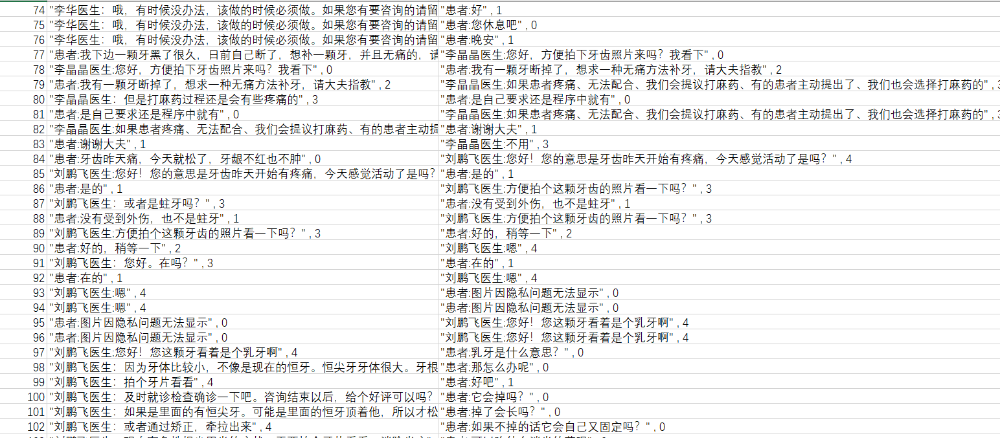 74 "李华医生：哦，有时候没办法，该做的时候必须做。如果您有要咨询的请留 "患者:好" , 1
75 "李华医生：哦，有时候没办法，该做的时候必须做。如果您有要咨询的请留 "患者:您休息吧" , 0
76 "李华医生：哦，有时候没办法，该做的时候必须做。如果您有要咨询的请留 "患者:晚安" , 1
77 "患者:我下边一颗牙黑了很久，日前自己断了，想补一颗牙，并且无痛的，请 "李晶晶医生:您好，方便拍下牙齿照片来吗？我看下" , 0
78 "李晶晶医生:您好，方便拍下牙齿照片来吗？我看下" , 0 "患者:我有一颗牙断掉了，想求一种无痛方法补牙，请大夫指教" , 2
79 "患者:我有一颗牙断掉了，想求一种无痛方法补牙，请大夫指教" , 2 "李晶晶医生:如果患者疼痛、无法配合、我们会提议打麻药、有的患者主动提出了、我们也会选择打麻药的" , 3
80 "李晶晶医生：但是打麻药过程还是会有些疼痛的" , 3 "患者:是自己要求还是程序中就有" , 0
81 "患者:是自己要求还是程序中就有" , 0 "李晶晶医生:如果患者疼痛、无法配合、我们会提议打麻药、有的患者主动提出了、我们也会选择打麻药的" , 3
82 "李晶晶医生:如果患者疼痛、无法配合、我们会提议打麻药、有的患者主动提 "患者:谢谢大夫" , 1
83 "患者:谢谢大夫" , 1 "李晶晶医生:不用" , 3
84 "患者:牙齿昨天痛，今天就松了，牙龈不红也不肿" , 0 "刘鹏飞医生:您好！您的意思是牙齿昨天开始有疼痛，今天感觉活动了是吗？" , 4
85 "刘鹏飞医生:您好！您的意思是牙齿昨天开始有疼痛，今天感觉活动了是吗？ "患者:是的" , 1
86 "患者:是的" , 1 "刘鹏飞医生:方便拍个这颗牙齿的照片看一下吗？" , 3
87 "刘鹏飞医生：或者是蛀牙吗？" , 3 "患者:没有受到外伤，也不是蛀牙" , 1
88 "患者:没有受到外伤，也不是蛀牙" , 1 "刘鹏飞医生:方便拍个这颗牙齿的照片看一下吗？" , 3
89 "刘鹏飞医生:方便拍个这颗牙齿的照片看一下吗？" , 3 "患者:好的，稍等一下" , 2
90 "患者:好的，稍等一下" , 2 "刘鹏飞医生:嗯" , 4
91 "刘鹏飞医生：您好。在吗？" , 3 "患者:在的" , 1
92 "患者:在的" , 1 "刘鹏飞医生:嗯" , 4
93 "刘鹏飞医生:嗯" , 4 "患者:图片因隐私问题无法显示" , 0
94 "刘鹏飞医生:嗯" , 4 "患者:图片因隐私问题无法显示" , 0
95 "患者:图片因隐私问题无法显示" , 0 "刘鹏飞医生:您好！您这颗牙看着是个乳牙啊" , 4
96 "患者:图片因隐私问题无法显示" , 0 "刘鹏飞医生:您好！您这颗牙看着是个乳牙啊" , 4
97 "刘鹏飞医生:您好！您这颗牙看着是个乳牙啊" , 4 "患者:乳牙是什么意思？" , 0
98 "刘鹏飞医生：因为牙体比较小，不像是现在的恒牙。恒尖牙牙体很大。牙根 "患者:那怎么办呢" , 0
99 "刘鹏飞医生：拍个牙片看看" , 4 "患者:好吧" , 1
100 "刘鹏飞医生：及时就诊检查确诊一下吧。咨询结束以后，给个好评可以吗？ "患者:它会掉吗？" , 0
101 "刘鹏飞医生：如果是里面的有恒尖牙。可能是里面的恒牙顶着他，所以才松 "患者:掉了会长吗？" , 0
102 "刘鹏飞医生：或者通过矫正，牵拉出来" , 4 "患者:如果不掉的话它会自己又固定吗？" , 0